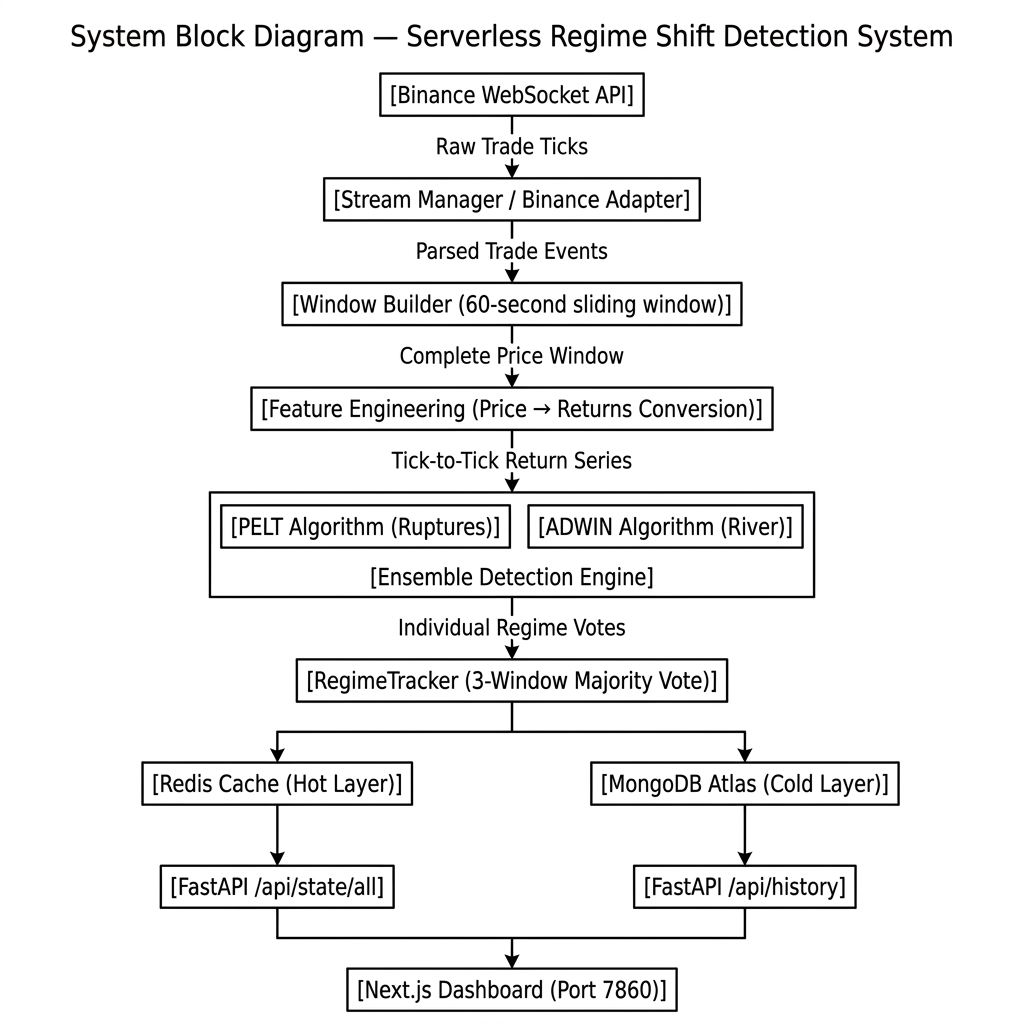 System Block Diagram — Serverless Regime Shift Detection System
[Binance WebSocket API]
Raw Trade Ticks
[Stream Manager / Binance Adapter]
Parsed Trade Events
[Window Builder (60-second sliding window)]
Complete Price Window
[Feature Engineering (Price → Returns Conversion)]
Tick-to-Tick Return Series
[PELT Algorithm (Ruptures)]
[ADWIN Algorithm (River)]
[Ensemble Detection Engine]
Individual Regime Votes
[RegimeTracker (3-Window Majority Vote)]
[Redis Cache (Hot Layer)]
[MongoDB Atlas (Cold Layer)]
[FastAPI /api/state/all]
[FastAPI /api/history]
[Next.js Dashboard (Port 7860)]